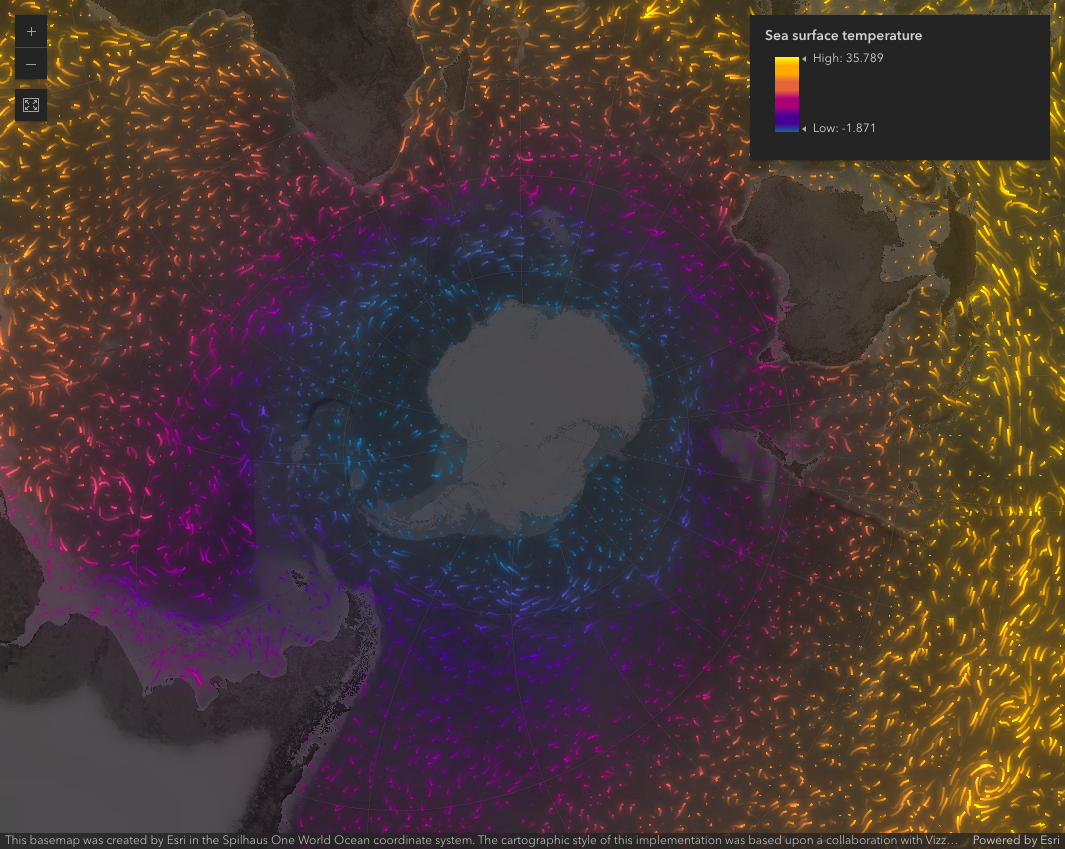 +
Sea surface temperature
High: 35.789
−
Low: -1.871
This basemap was created by Esri in the Spilhaus One World Ocean coordinate system. The cartographic style of this implementation was based upon a collaboration with Vizz…
Powered by Esri